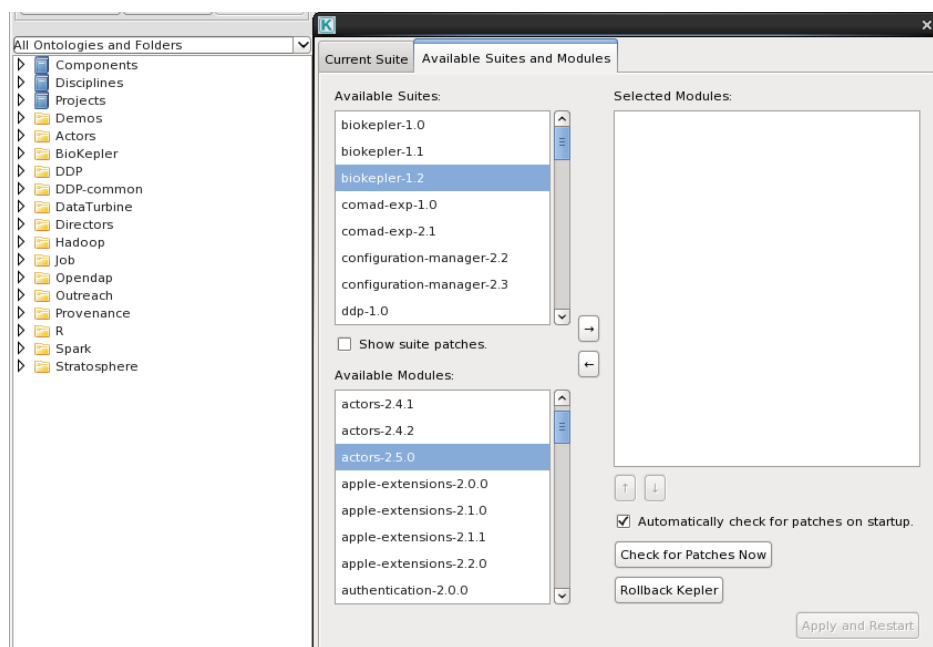 All Ontologies and Folders
Components
Disciplines
Projects
Demos
Actors
BioKepler
DDP
DDP-common
DataTurbine
Directors
Hadoop
Job
Opendap
Outreach
Provenance
R
Spark
Stratosphere
K
×
Current Suite
Available Suites and Modules
Available Suites:
biokepler-1.0
biokepler-1.1
biokepler-1.2
comad-exp-1.0
comad-exp-2.1
configuration-manager-2.2
configuration-manager-2.3
ddp-1.0
Show suite patches.
Available Modules:
actors-2.4.1
actors-2.4.2
actors-2.5.0
apple-extensions-2.0.0
apple-extensions-2.1.0
apple-extensions-2.1.1
apple-extensions-2.2.0
authentication-2.0.0
→
←
Selected Modules:
↑ ↓
Automatically check for patches on startup.
Check for Patches Now
Rollback Kepler
Apply and Restart